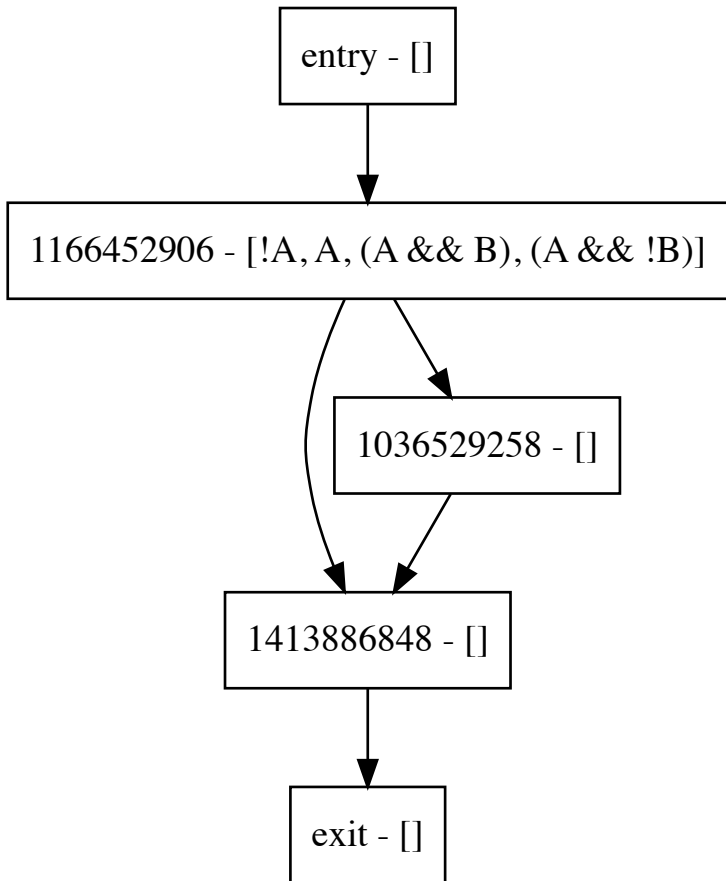 entry - []
1166452906 - [!A, A, (A && B), (A && !B)]
1036529258 - []
1413886848 - []
exit - []